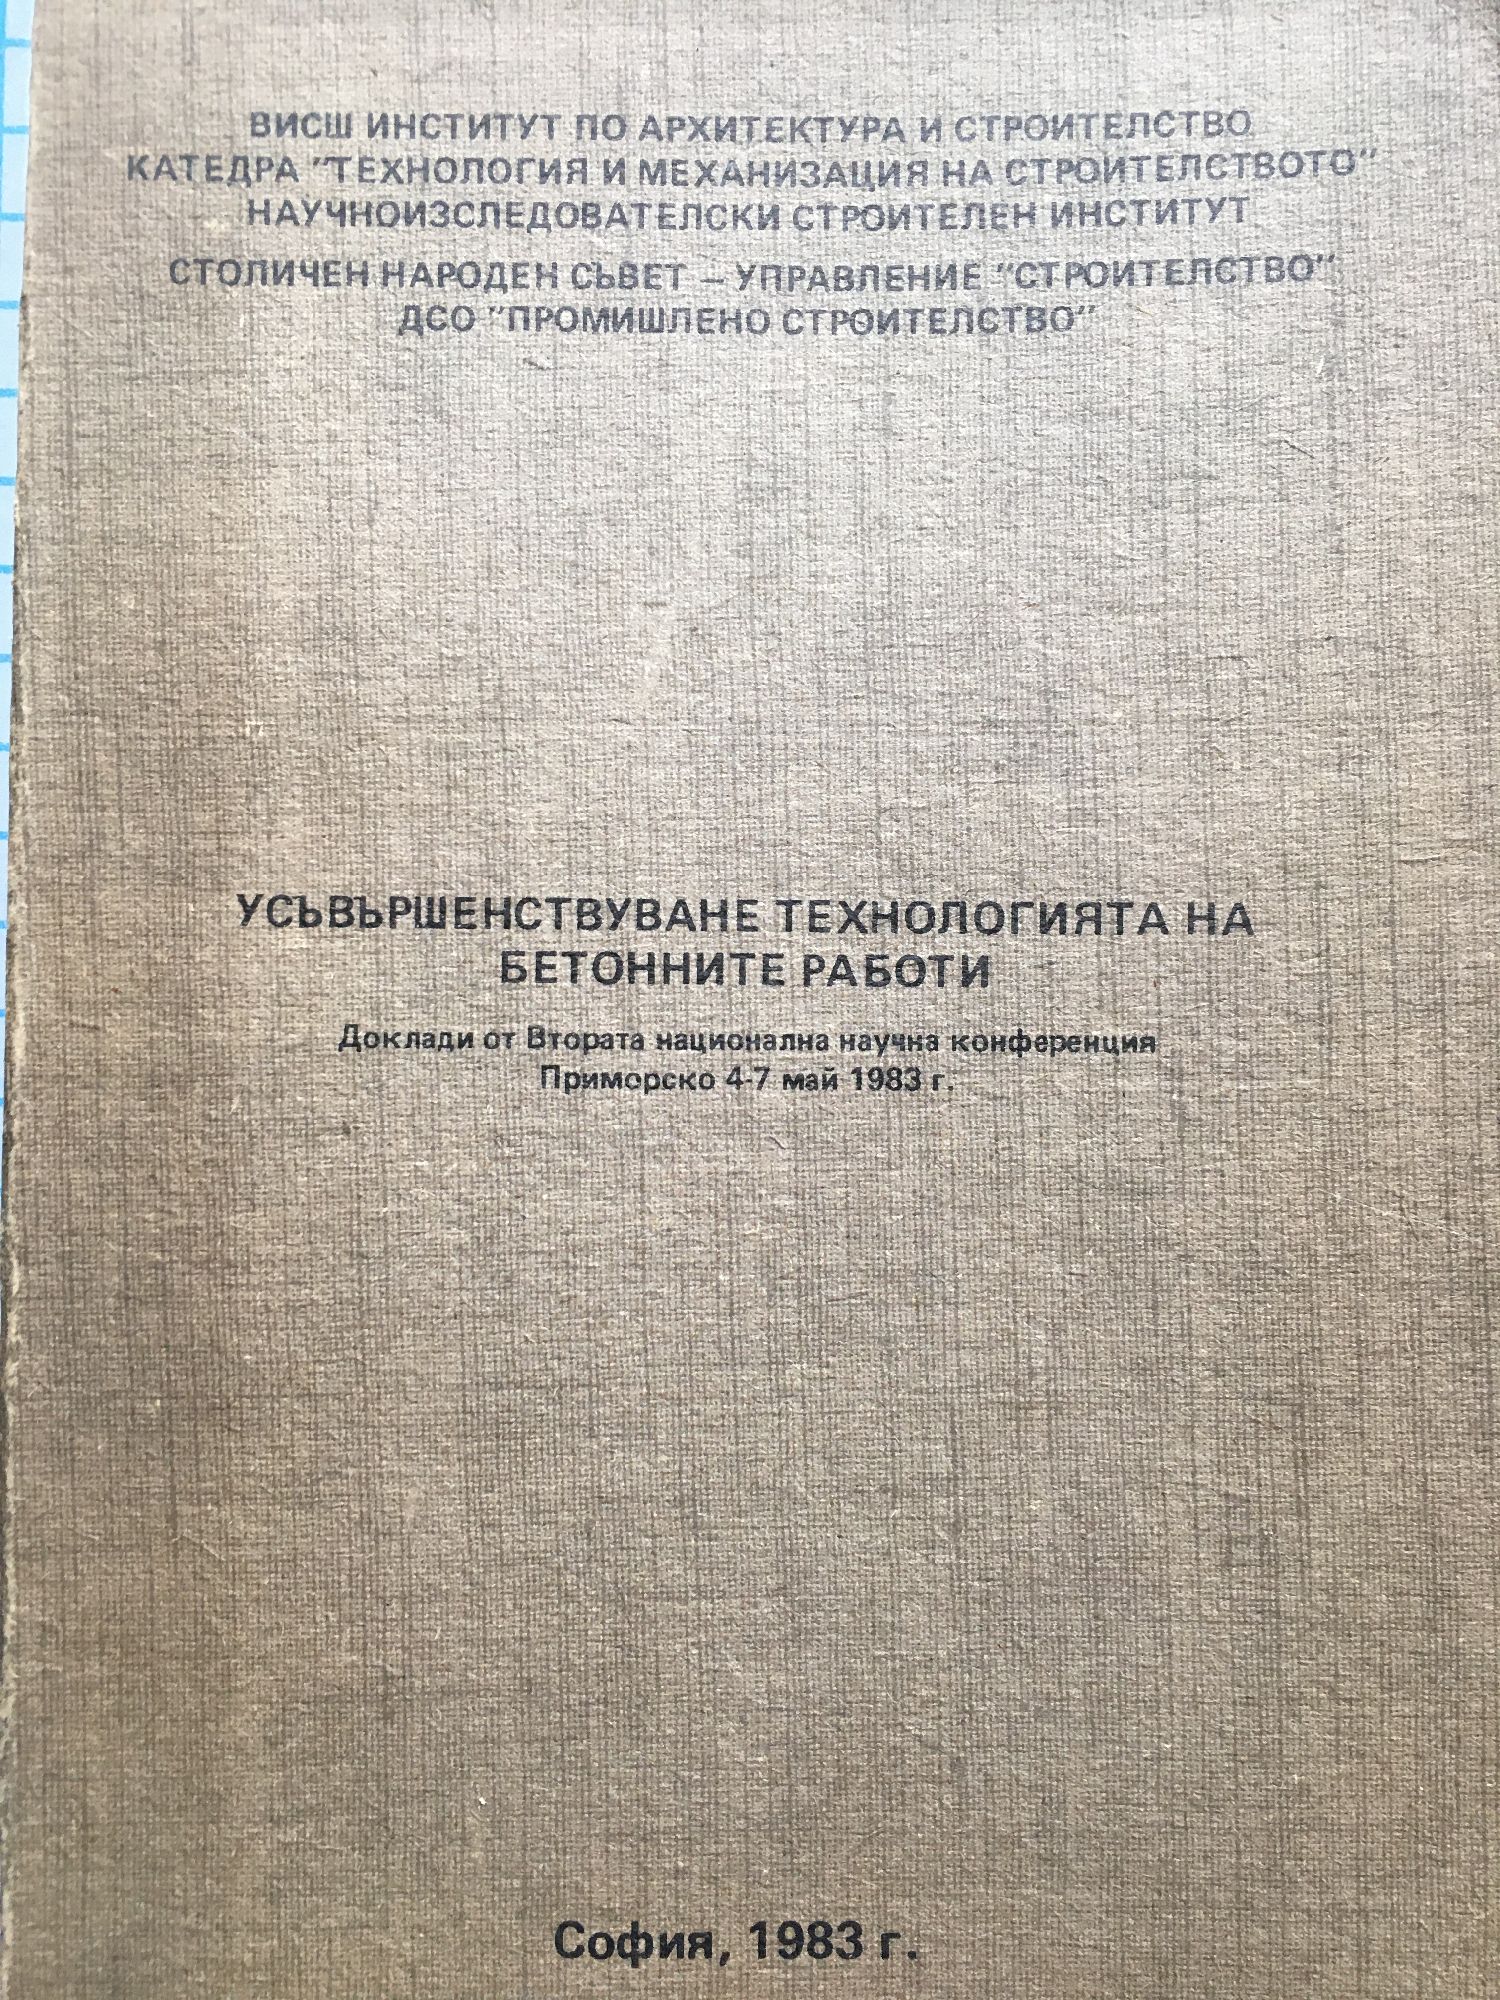 ВИСШ ИНСТИТУТ ПО АРХИТЕКТУРА И СТРОИТЕЛСТВО
КАТЕДРА "ТЕХНОЛОГИЯ И МЕХАНИЗАЦИЯ НА СТРОИТЕЛСТВОТО"
НАУЧНОИЗСЛЕДОВАТЕЛСКИ СТРОИТЕЛЕН ИНСТИТУТ
СТОЛИЧЕН НАРОДЕН СЪВЕТ – УПРАВЛЕНИЕ "СТРОИТЕЛСТВО"
ДСО "ПРОМИШЛЕНО СТРОИТЕЛСТВО"
УСЪВЪРШЕНСТВУВАНЕ ТЕХНОЛОГИЯТА НА
БЕТОННИТЕ РАБОТИ
Доклади от Втората национална научна конференция
Приморско 4-7 май 1983 г.
София, 1983 г.